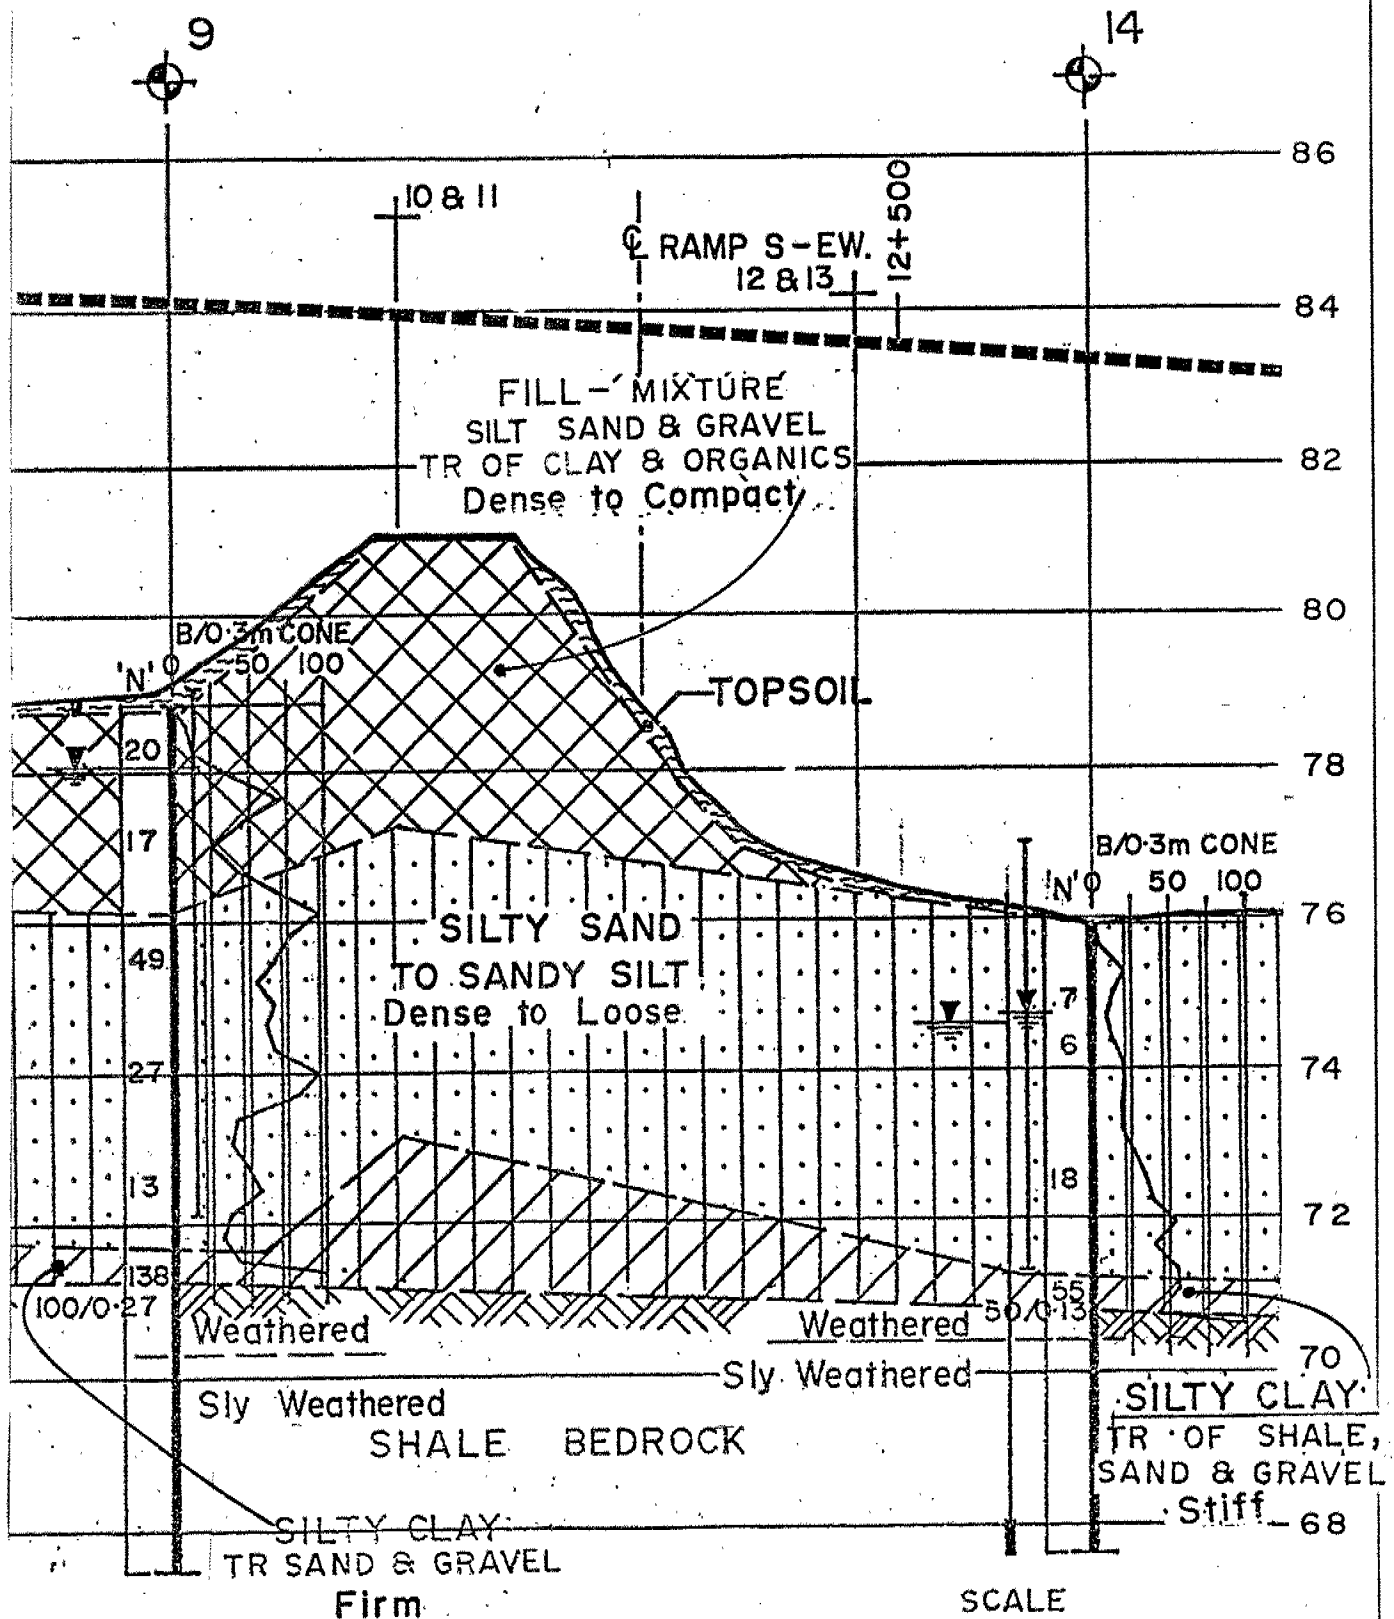 9
14
86
10 & 11
12+500
℄ RAMP S-EW.
12 & 13
84
FILL - MIXTURE
SILT SAND & GRAVEL
TR OF CLAY & ORGANICS
Dense to Compact
82
80
B/0·3m CONE
'N' 0 50 100
TOPSOIL
20
78
17
B/0·3m CONE
'N' 0 50 100
76
SILTY SAND
TO SANDY SILT
Dense to Loose
49
7
6
27
74
13
18
72
138
100/0·27
55
50/0·13
Weathered
Weathered
70
Sly Weathered
Sly Weathered
SHALE BEDROCK
SILTY CLAY
TR OF SHALE,
SAND & GRAVEL
Stiff
68
SILTY CLAY
TR SAND & GRAVEL
Firm
SCALE